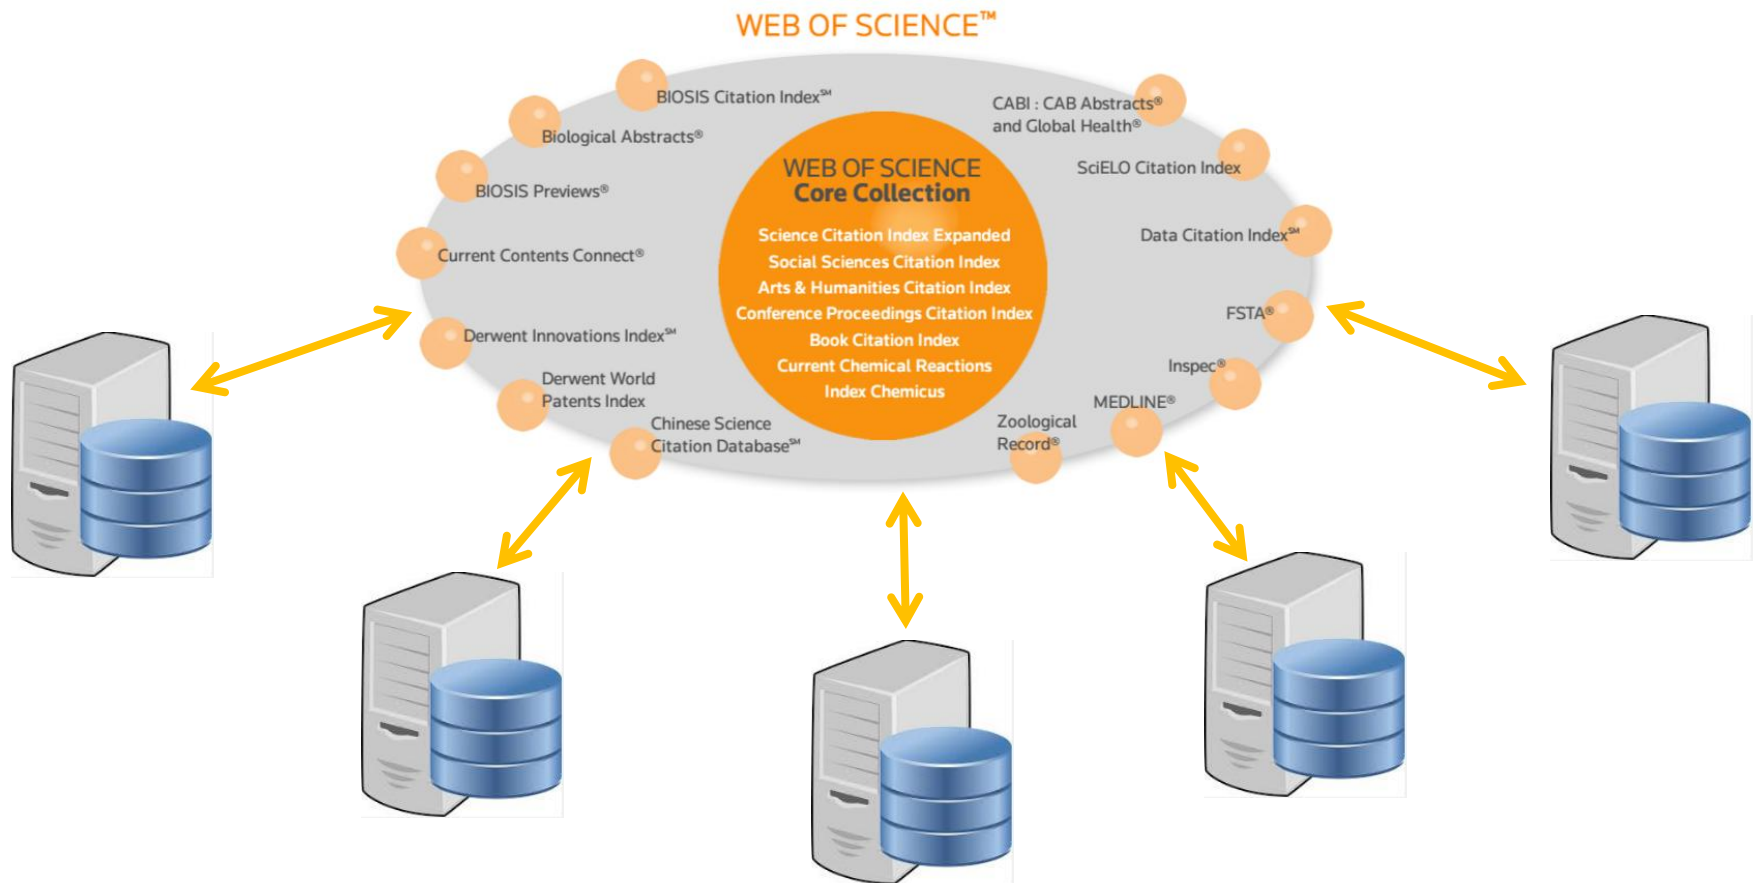 WEB OF SCIENCE™
BIOSIS Citation Index℠
Biological Abstracts®
BIOSIS Previews®
Current Contents Connect®
Derwent Innovations Index℠
Derwent World
Patents Index
Chinese Science
Citation Database℠
WEB OF SCIENCE
Core Collection
Science Citation Index Expanded
Social Sciences Citation Index
Arts & Humanities Citation Index
Conference Proceedings Citation Index
Book Citation Index
Current Chemical Reactions
Index Chemicus
CABI : CAB Abstracts®
and Global Health®
SciELO Citation Index
Data Citation Index℠
FSTA®
Inspec®
MEDLINE®
Zoological
Record®